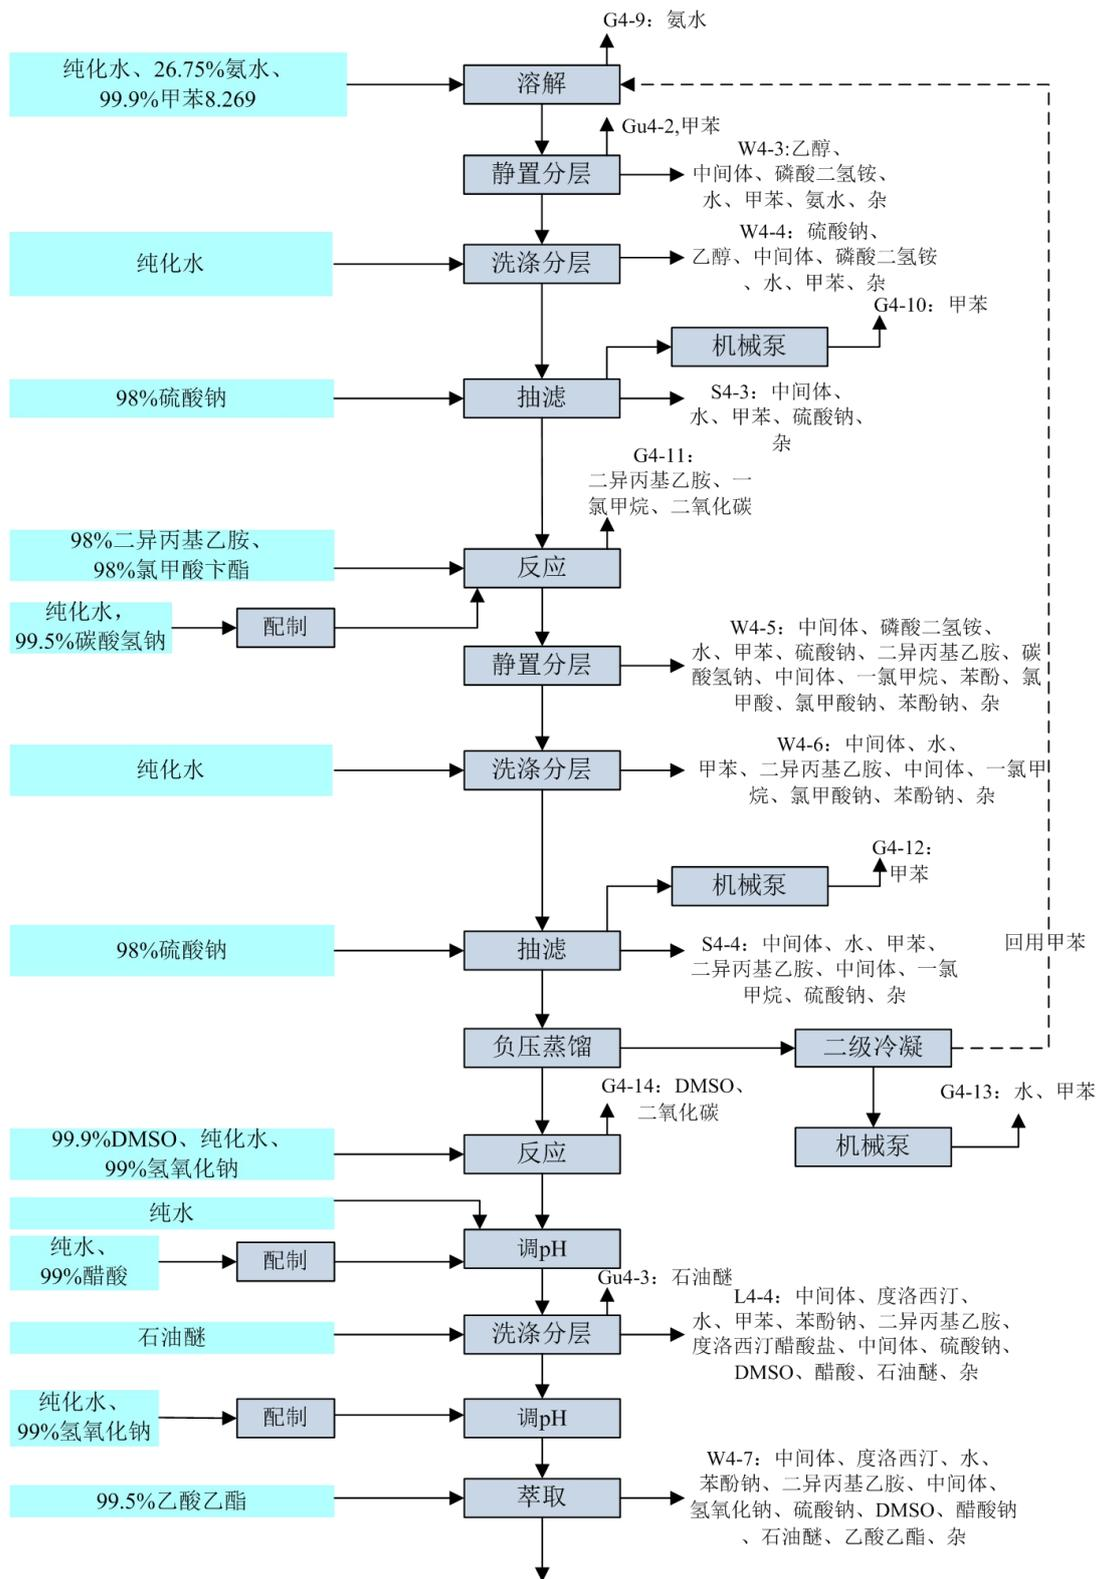 G4-9：氨水
纯化水、26.75%氨水、
99.9%甲苯8.269
溶解
Gu4-2,甲苯
静置分层
W4-3:乙醇、
中间体、磷酸二氢铵、
水、甲苯、氨水、杂
纯化水
洗涤分层
W4-4：硫酸钠、
乙醇、中间体、磷酸二氢铵
、水、甲苯、杂
G4-10：甲苯
机械泵
98%硫酸钠
抽滤
S4-3：中间体、
水、甲苯、硫酸钠、
杂
G4-11：
二异丙基乙胺、一
氯甲烷、二氧化碳
98%二异丙基乙胺、
98%氯甲酸卞酯
反应
纯化水，
99.5%碳酸氢钠
配制
静置分层
W4-5：中间体、磷酸二氢铵、
水、甲苯、硫酸钠、二异丙基乙胺、碳
酸氢钠、中间体、一氯甲烷、苯酚、氯
甲酸、氯甲酸钠、苯酚钠、杂
纯化水
洗涤分层
W4-6：中间体、水、
甲苯、二异丙基乙胺、中间体、一氯甲
烷、氯甲酸钠、苯酚钠、杂
G4-12：
甲苯
机械泵
98%硫酸钠
抽滤
S4-4：中间体、水、甲苯、
二异丙基乙胺、中间体、一氯
甲烷、硫酸钠、杂
回用甲苯
负压蒸馏
二级冷凝
G4-14：DMSO、
二氧化碳
G4-13：水、甲苯
99.9%DMSO、纯化水、
99%氢氧化钠
反应
机械泵
纯水
纯水、
99%醋酸
配制
调pH
Gu4-3：石油醚
石油醚
洗涤分层
L4-4：中间体、度洛西汀、
水、甲苯、苯酚钠、二异丙基乙胺、
度洛西汀醋酸盐、中间体、硫酸钠、
DMSO、醋酸、石油醚、杂
纯化水、
99%氢氧化钠
配制
调pH
99.5%乙酸乙酯
萃取
W4-7：中间体、度洛西汀、水、
苯酚钠、二异丙基乙胺、中间体、
氢氧化钠、硫酸钠、DMSO、醋酸钠
、石油醚、乙酸乙酯、杂